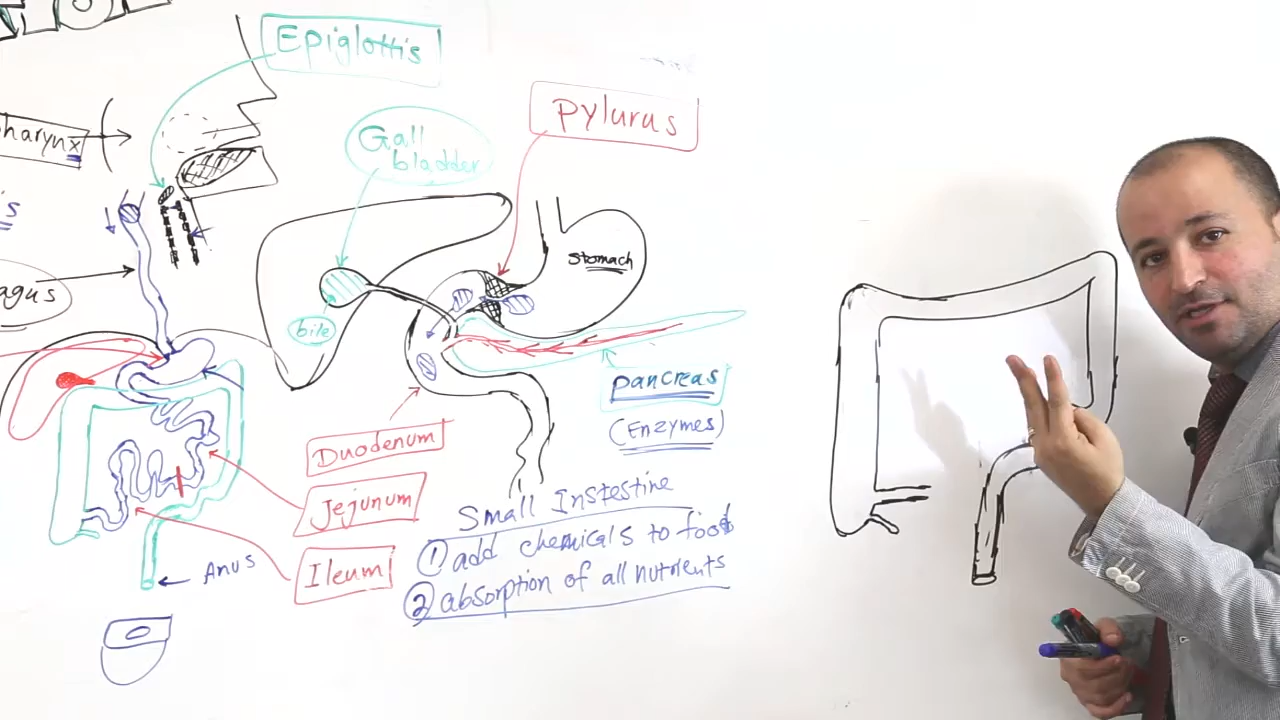 Epiglottis
Pylurus
Gall
bladder
harynx
is
Stomach
agus
bile
pancreas
(Enzymes)
Duodenum
Jejunum
Small Instestine
① add chemicals to food
Anus
Ileum
② absorption of all nutrients